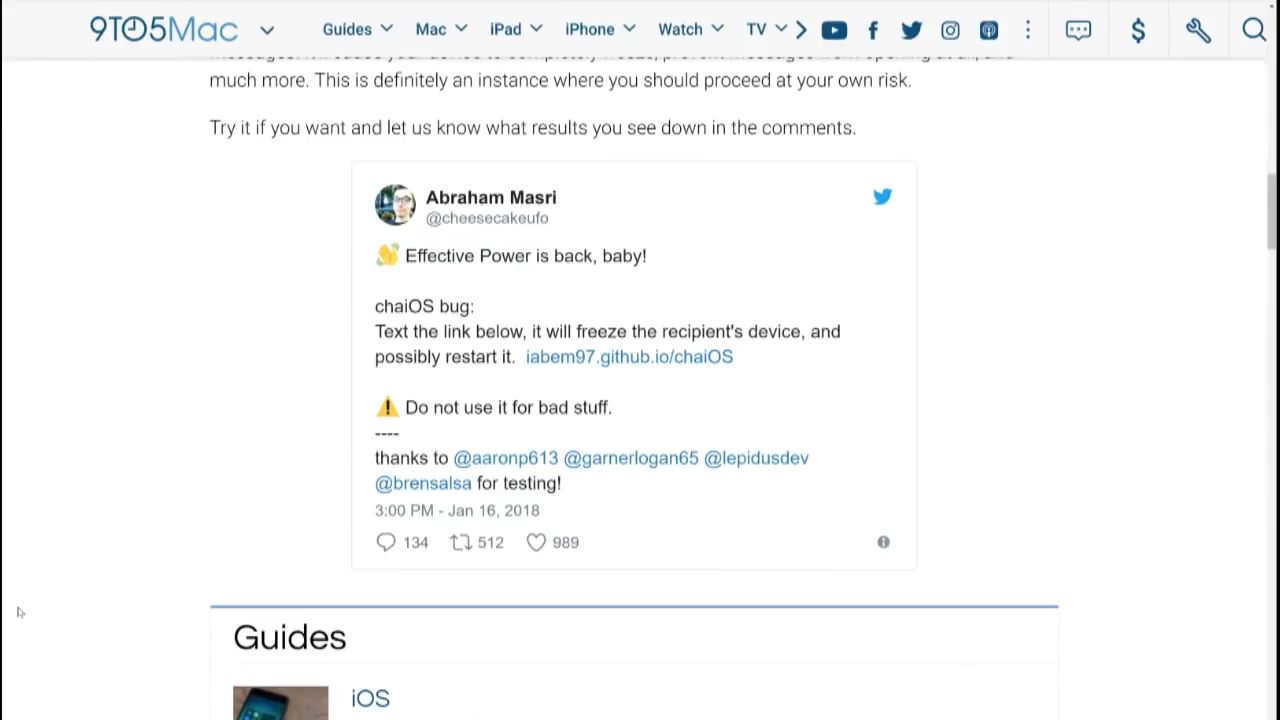 9TO5Mac Guides Mac iPad iPhone Watch TV
much more. This is definitely an instance where you should proceed at your own risk.
Try it if you want and let us know what results you see down in the comments.
Abraham Masri
@cheesecakeufo
👋 Effective Power is back, baby!
chaiOS bug:
Text the link below, it will freeze the recipient's device, and
possibly restart it. iabem97.github.io/chaiOS
⚠️ Do not use it for bad stuff.
----
thanks to @aaronp613 @garnerlogan65 @lepidusdev
@brensalsa for testing!
3:00 PM - Jan 16, 2018
134 512 989
Guides
iOS